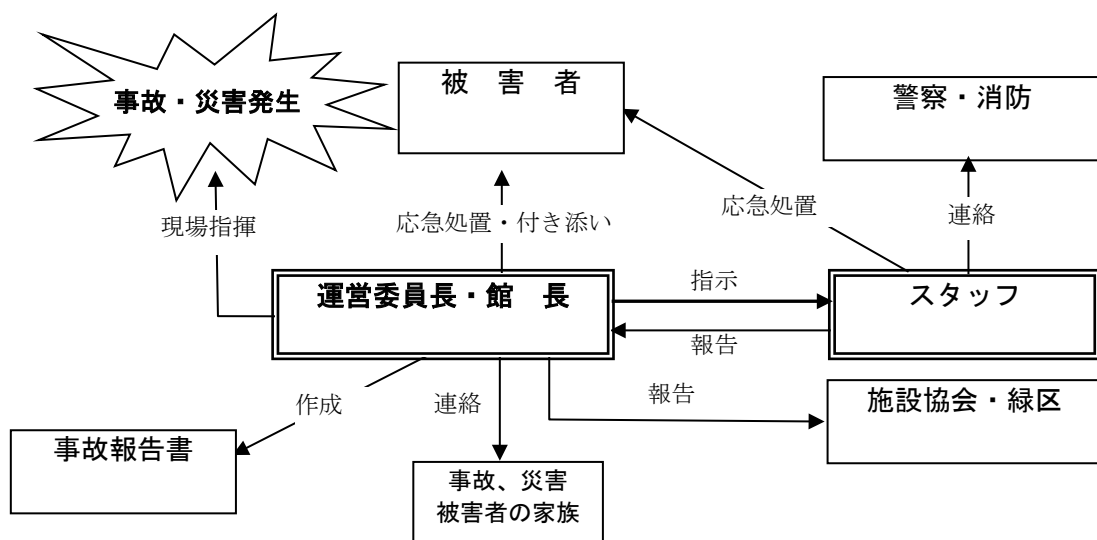 被　害　者
警察・消防
事故・災害発生
現場指揮
応急処置・付き添い
応急処置
連絡
運営委員長・館　長
指示
スタッフ
報告
作成
連絡
報告
施設協会・緑区
事故報告書
事故、災害
被害者の家族